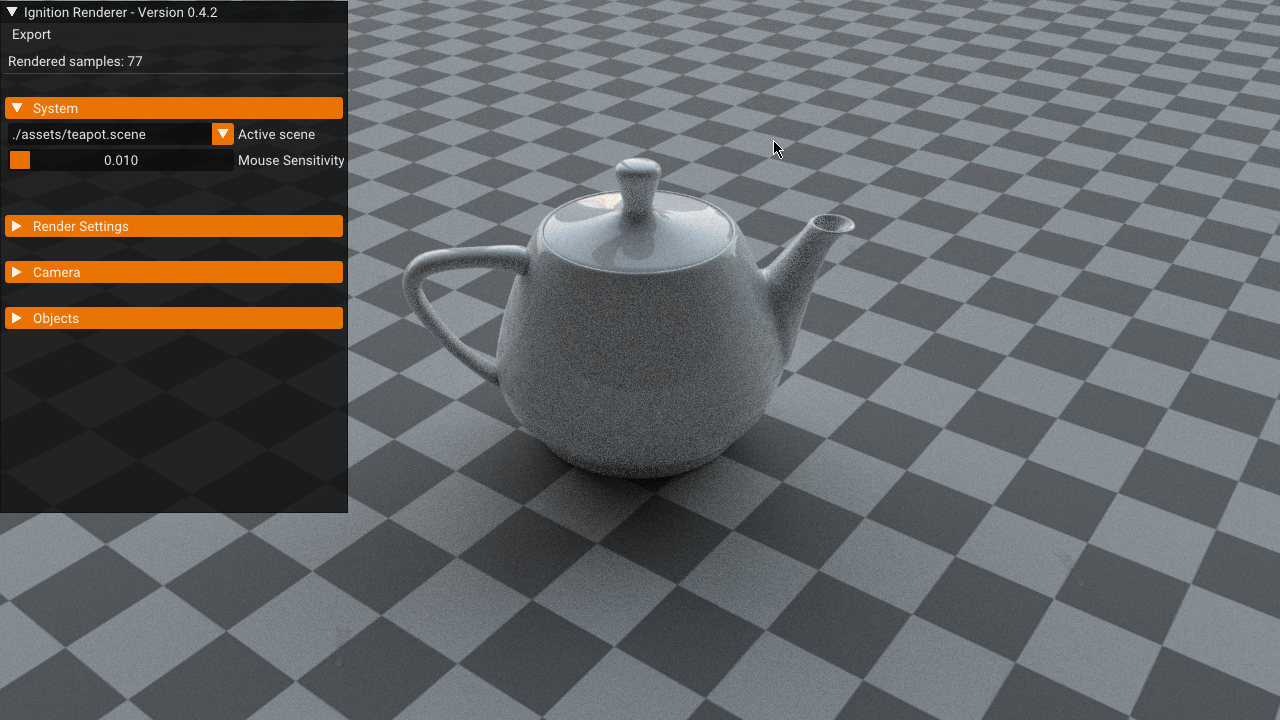 Ignition Renderer - Version 0.4.2
Export
Rendered samples: 77
System
./assets/teapot.scene Active scene
0.010 Mouse Sensitivity
Render Settings
Camera
Objects